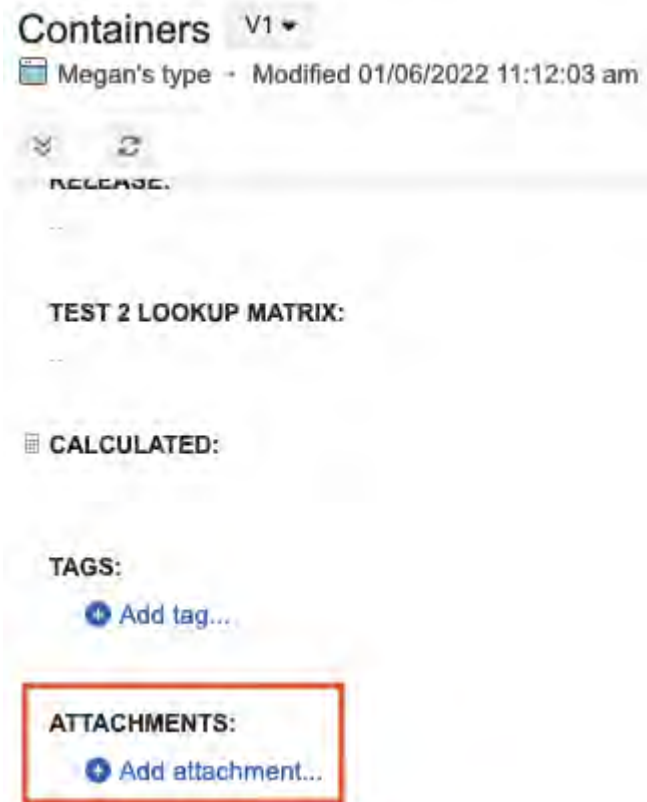 Containers V1
Megan's type - Modified 01/06/2022 11:12:03 am
RELEASE:
--
TEST 2 LOOKUP MATRIX:
--
CALCULATED:
TAGS:
Add tag...
ATTACHMENTS:
Add attachment...